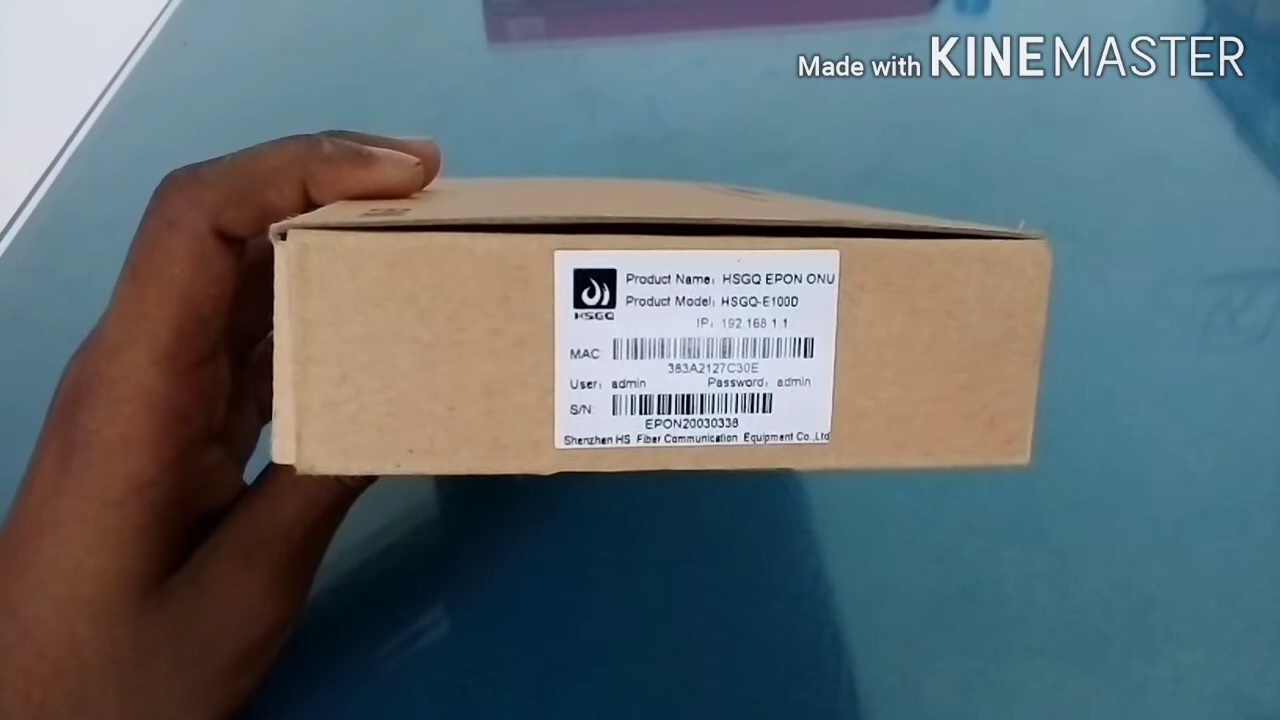 Made with KINEMASTER
Product Name: HSGQ EPON ONU
Product Model: HSGQ-E100D
HSGQ
IP: 192.168.1.1
MAC:
383A2127C30E
User: admin Password: admin
S/N:
EPON20030338
Shenzhen HS Fiber Communication Equipment Co.,Ltd